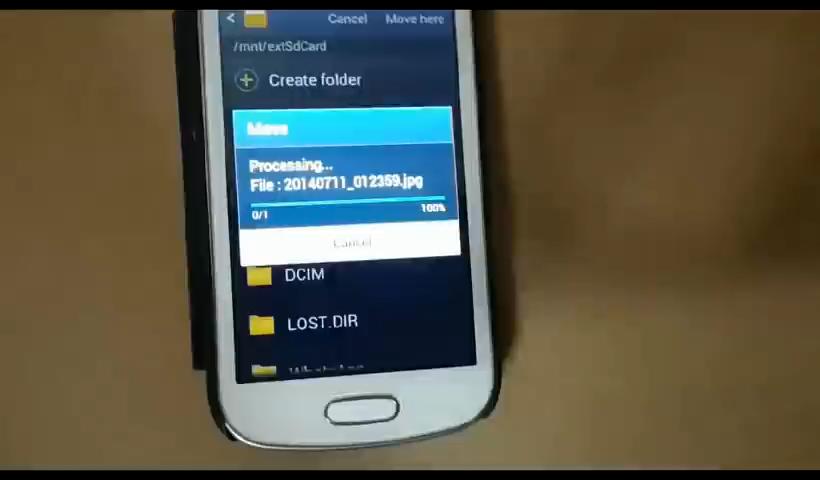 Cancel Move here
/mnt/extSdCard
Create folder
Move
Processing...
File : 20140711_012359.jpg
0/1 100%
Cancel
DCIM
LOST.DIR